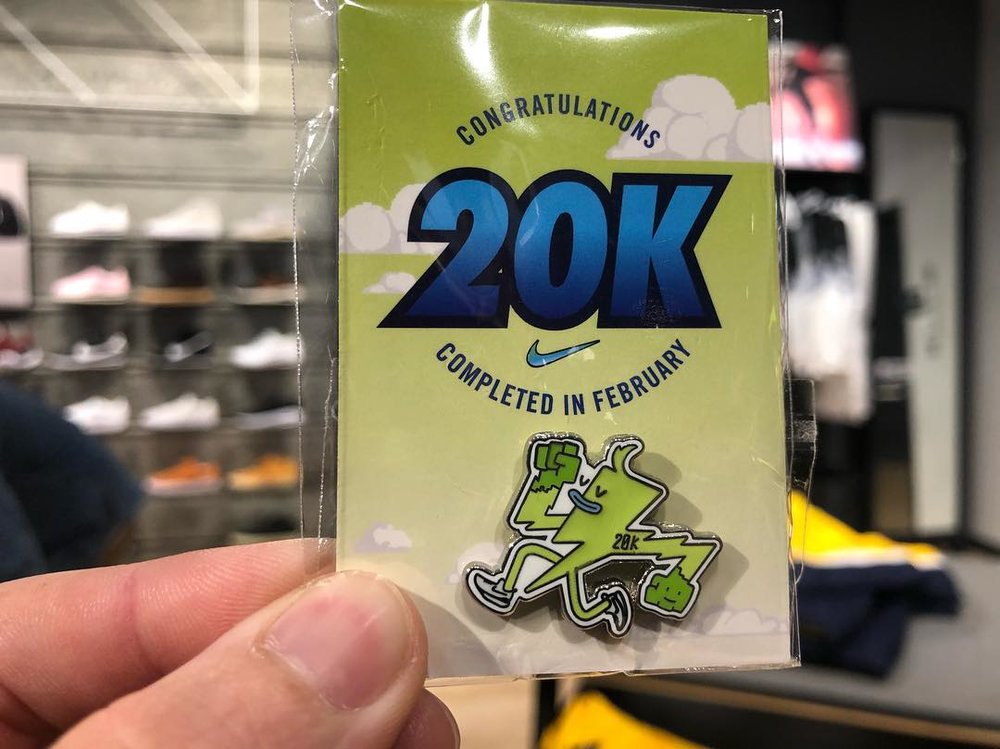 CONGRATULATIONS
20K
COMPLETED IN FEBRUARY
20K